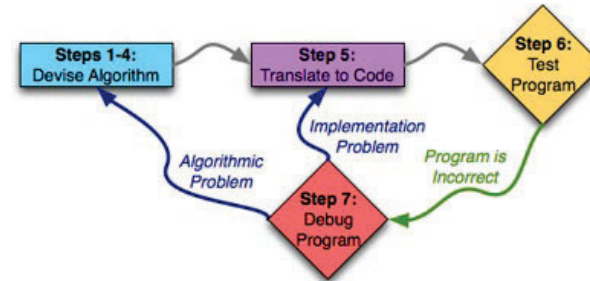 Steps 1-4:
Devise Algorithm
Step 5:
Translate to Code
Step 6:
Test
Program
Algorithmic
Problem
Implementation
Problem
Program is
Incorrect
Step 7:
Debug
Program